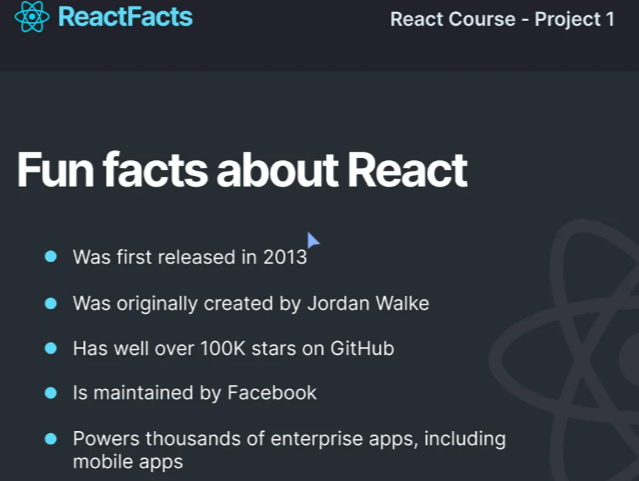 ReactFacts
React Course - Project 1
Fun facts about React
Was first released in 2013
Was originally created by Jordan Walke
Has well over 100K stars on GitHub
Is maintained by Facebook
Powers thousands of enterprise apps, including
mobile apps